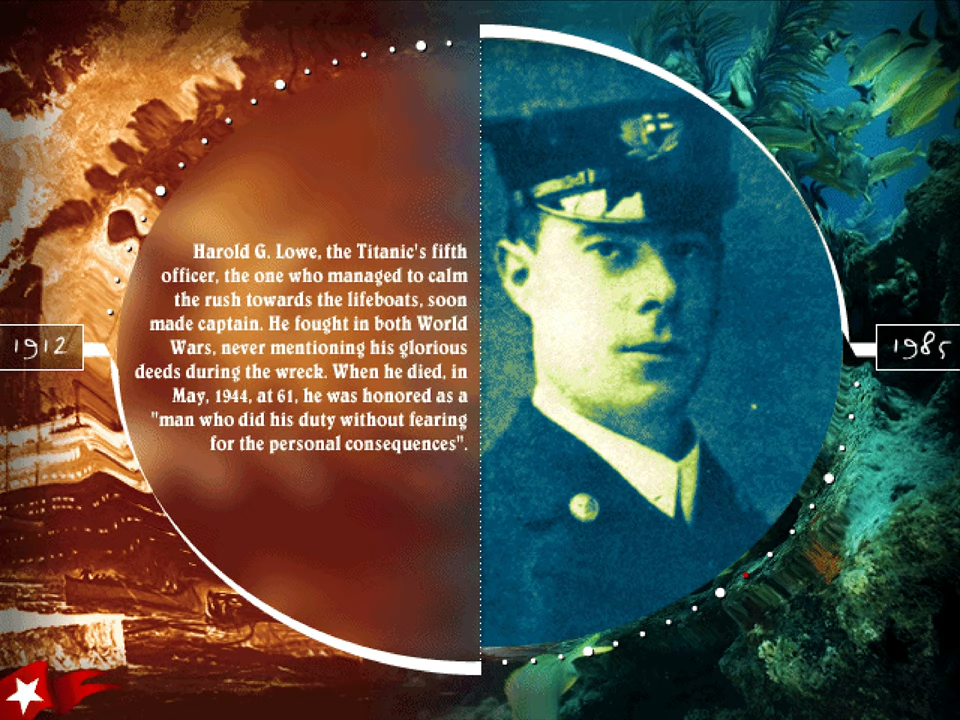 Harold G. Lowe, the Titanic's fifth
officer, the one who managed to calm
the rush towards the lifeboats, soon
made captain. He fought in both World
Wars, never mentioning his glorious
deeds during the wreck. When he died, in
May, 1944, at 61, he was honored as a
"man who did his duty without fearing
for the personal consequences".
1912
1985